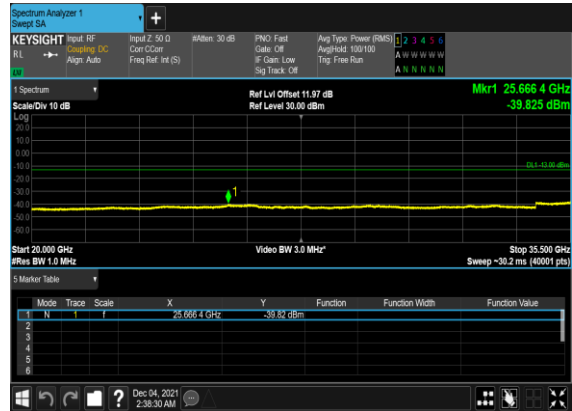 Spectrum Analyzer 1
Swept SA
+
KEYSIGHT Input: RF Input Z: 50 Ω #Atten: 30 dB PNO: Fast Avg Type: Power (RMS) 1 2 3 4 5 6
RL Coupling: DC Corr CCorr Gate: Off Avg|Hold: 100/100 A W W W W W
Align: Auto Freq Ref: Int (S) IF Gain: Low Trig: Free Run
Sig Track: Off A N N N N N
1 Spectrum Ref Lvl Offset 11.97 dB Mkr1 25.666 4 GHz
Scale/Div 10 dB Ref Level 30.00 dBm -39.825 dBm
Log
20.0
10.0
0.00
-10.0
DL1 -13.00 dBm
-20.0
-30.0
1
-40.0
-50.0
-60.0
Start 20.000 GHz Video BW 3.0 MHz* Stop 35.500 GHz
#Res BW 1.0 MHz Sweep ~30.2 ms (40001 pts)
5 Marker Table
Mode Trace Scale X Y Function Function Width Function Value
1 N 1 f 25.666 4 GHz -39.82 dBm
2
3
4
5
6
? Dec 04, 2021
2:38:30 AM